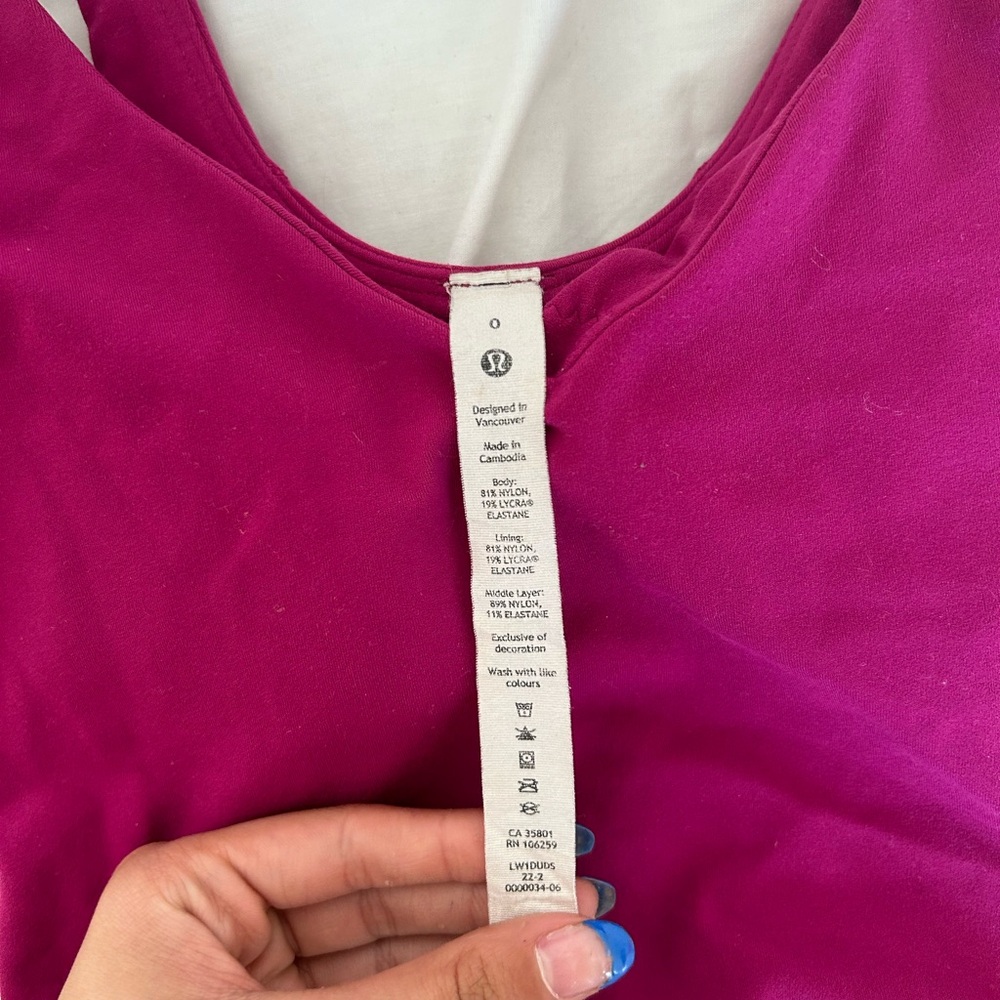 0
Designed in
Vancouver
Made in
Cambodia
Body:
81% NYLON,
19% LYCRA®
ELASTANE
Lining:
81% NYLON,
19% LYCRA®
ELASTANE
Middle Layer:
89% NYLON,
11% ELASTANE
Exclusive of
decoration
Wash with like
colours
CA 35801
RN 106259
LW1DUDS
22-2
0000034-06